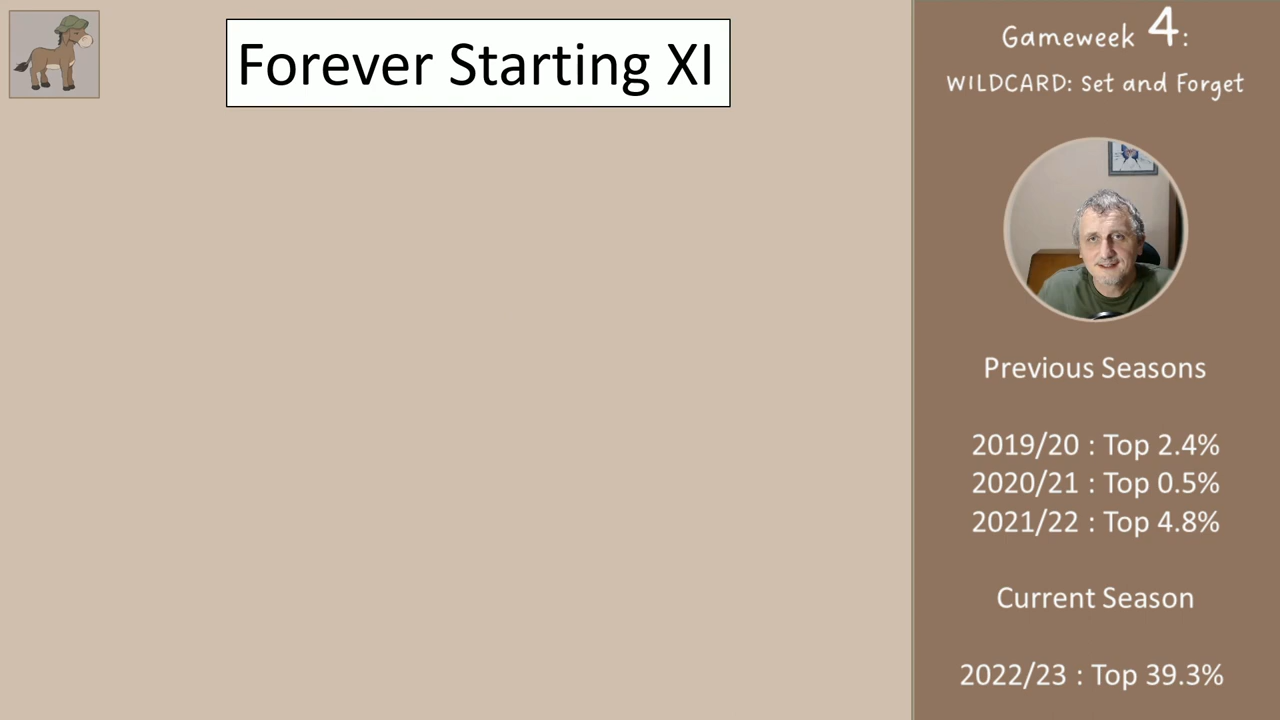 Forever Starting XI
Gameweek 4:
WILDCARD: Set and Forget
Previous Seasons
2019/20 : Top 2.4%
2020/21 : Top 0.5%
2021/22 : Top 4.8%
Current Season
2022/23 : Top 39.3%